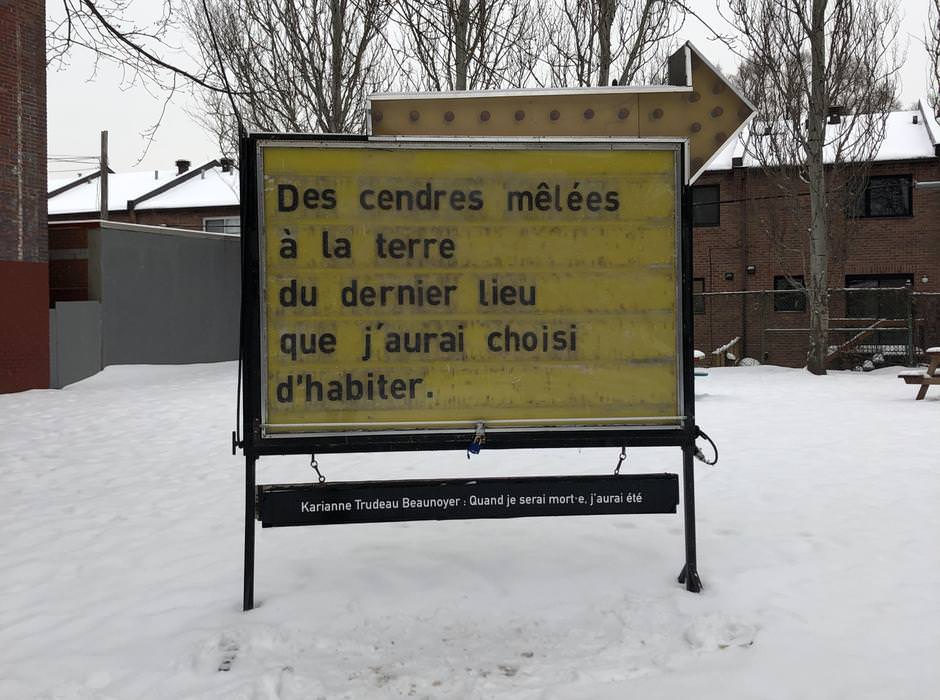 Des cendres mêlées
à la terre
du dernier lieu
que j'aurai choisi
d'habiter.
Karianne Trudeau Beaunoyer : Quand je serai mort·e, j'aurai été